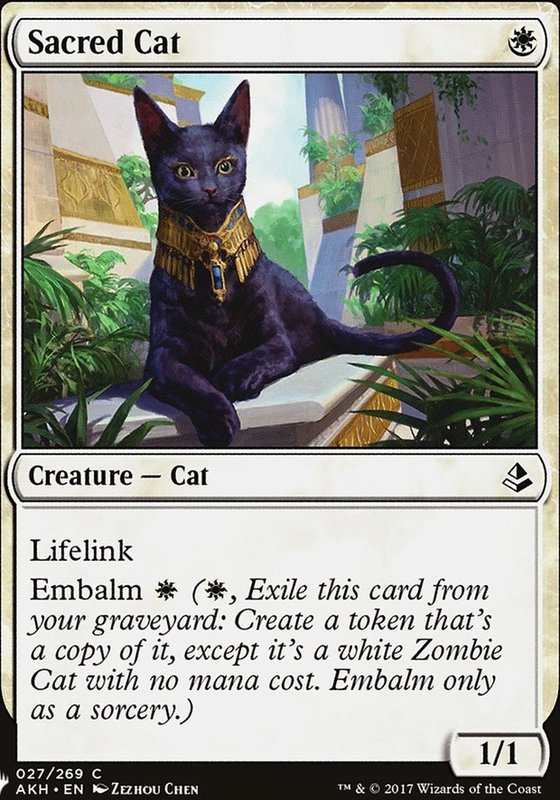 Sacred Cat
Creature — Cat
Lifelink
Embalm (, Exile this card from
your graveyard: Create a token that's
a copy of it, except it's a white Zombie
Cat with no mana cost. Embalm only
as a sorcery.)
1/1
027/269 C
AKH • EN Zezhou Chen
™ & © 2017 Wizards of the Coast